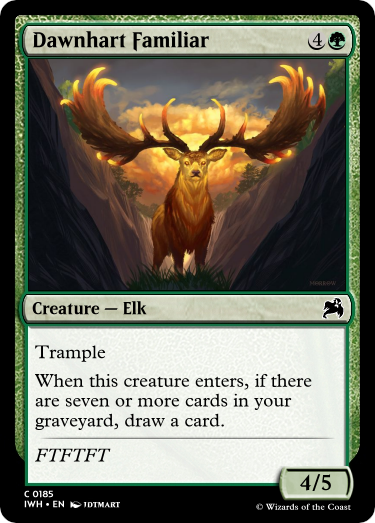 Dawnhart Familiar 4
Creature — Elk
Trample
When this creature enters, if there
are seven or more cards in your
graveyard, draw a card.
FTFTFT
4/5
C 0185
IWH • EN JDTMART
© Wizards of the Coast